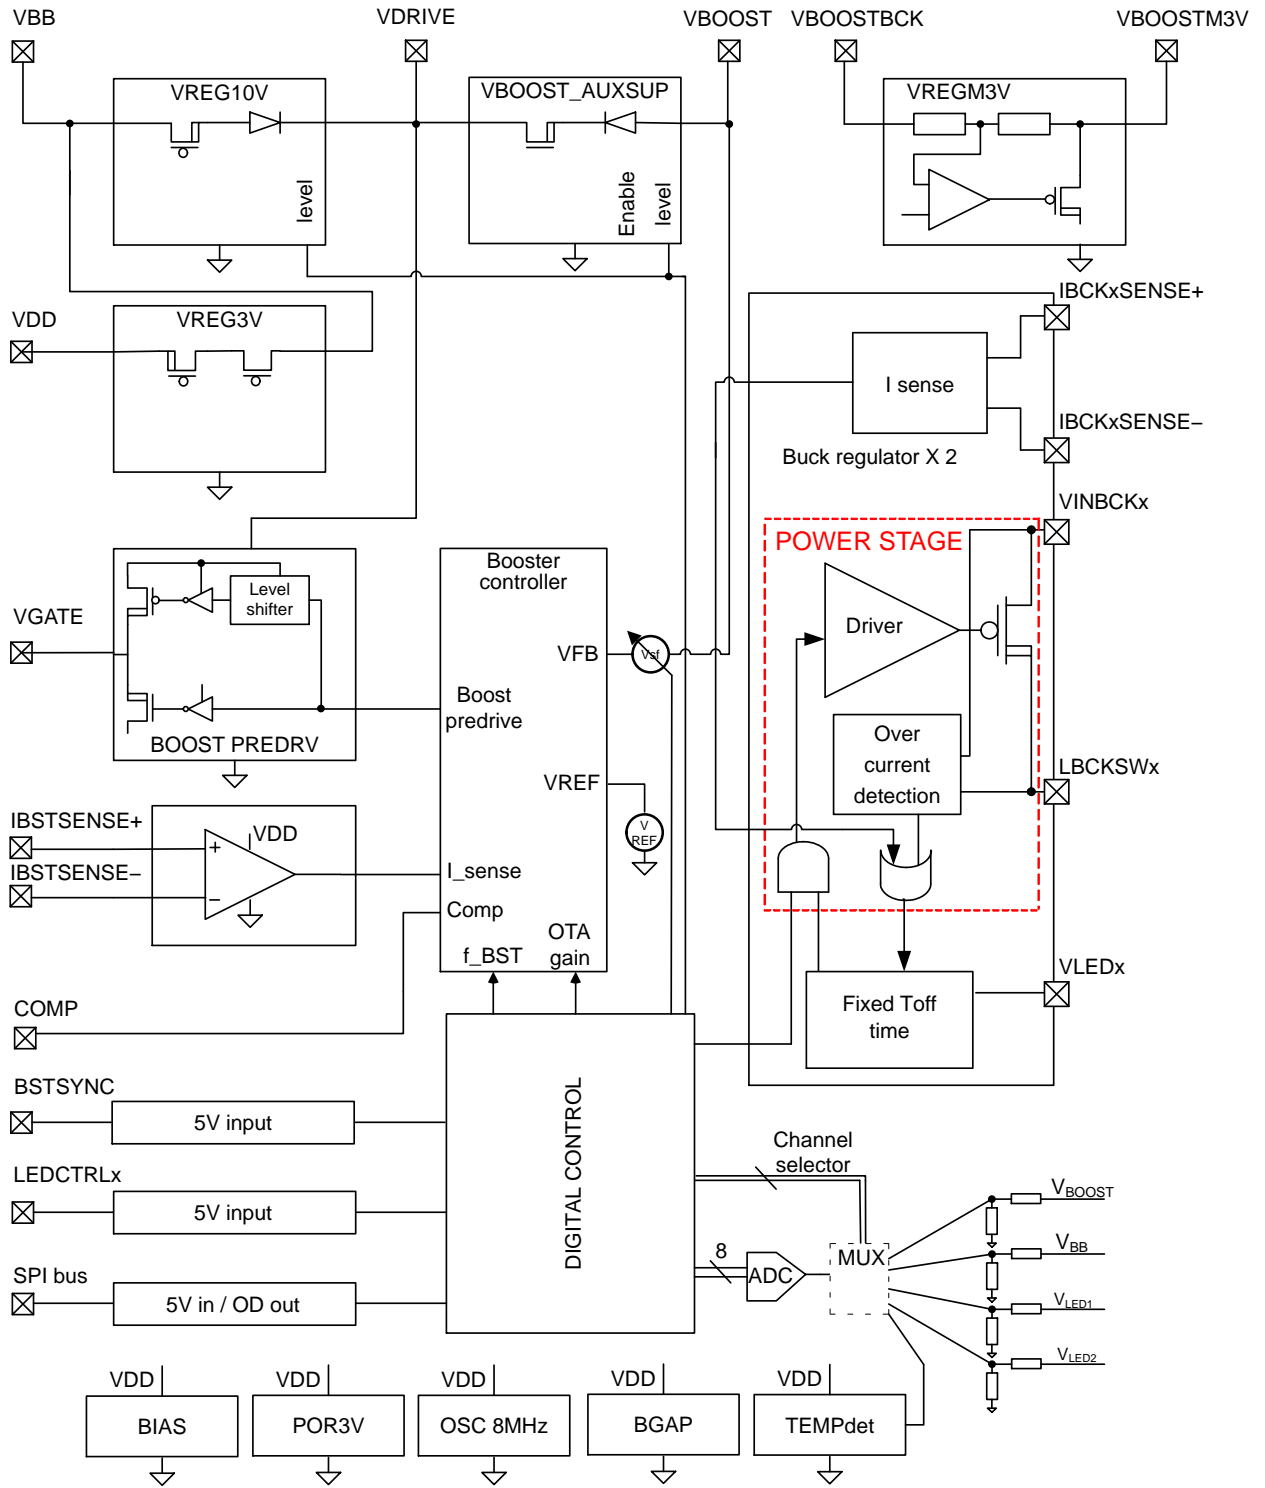 VBB
VDRIVE
VBOOST
VBOOSTBCK
VBOOSTM3V
VREG10V
level
VBOOST_AUXSUP
Enable
level
VREGM3V
VDD
VREG3V
IBCKxSENSE+
I sense
IBCKxSENSE−
Buck regulator X 2
VINBCKx
POWER STAGE
Driver
Over
current
detection
LBCKSWx
VGATE
Level
shifter
BOOST PREDRV
Booster
controller
VFB
Vsf
Boost
predrive
VREF
V
REF
IBSTSENSE+
IBSTSENSE−
+
−
VDD
I_sense
Comp
f_BST
OTA
gain
VLEDx
Fixed Toff
time
COMP
BSTSYNC
5V input
LEDCTRLx
5V input
SPI bus
5V in / OD out
DIGITAL CONTROL
Channel
selector
8
ADC
MUX
VBOOST
VBB
VLED1
VLED2
VDD
BIAS
VDD
POR3V
VDD
OSC 8MHz
VDD
BGAP
VDD
TEMPdet